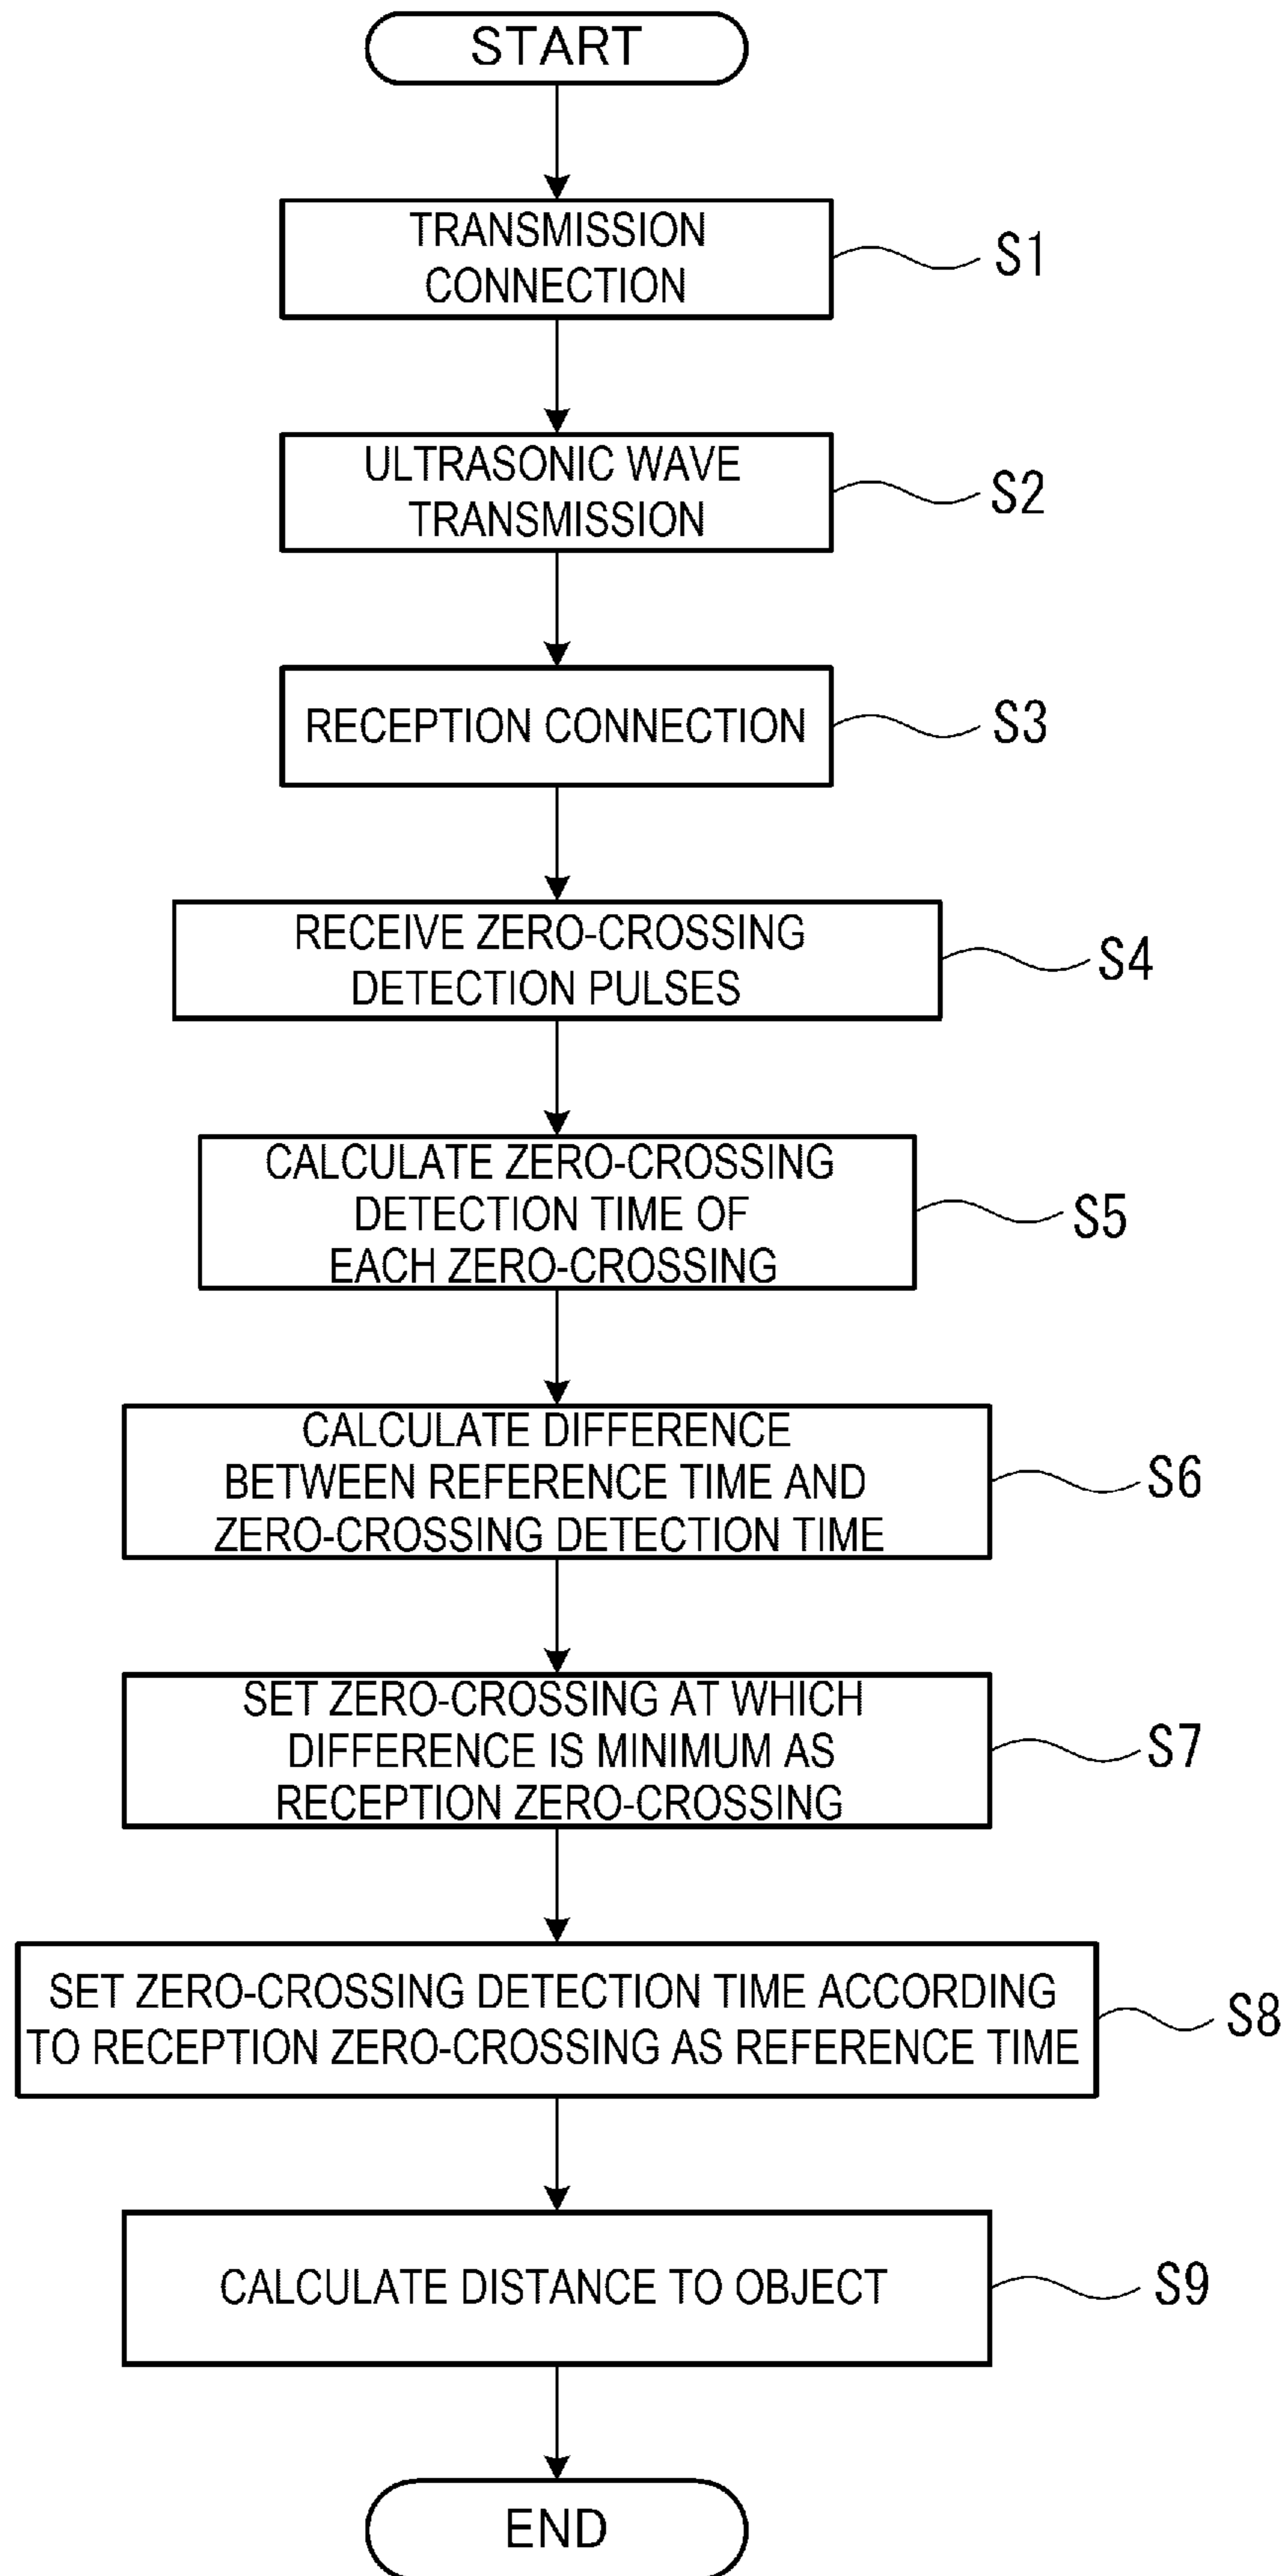 START
TRANSMISSION
CONNECTION
S1
ULTRASONIC WAVE
TRANSMISSION
S2
RECEPTION CONNECTION
S3
RECEIVE ZERO-CROSSING
DETECTION PULSES
S4
CALCULATE ZERO-CROSSING
DETECTION TIME OF
EACH ZERO-CROSSING
S5
CALCULATE DIFFERENCE
BETWEEN REFERENCE TIME AND
ZERO-CROSSING DETECTION TIME
S6
SET ZERO-CROSSING AT WHICH
DIFFERENCE IS MINIMUM AS
RECEPTION ZERO-CROSSING
S7
SET ZERO-CROSSING DETECTION TIME ACCORDING
TO RECEPTION ZERO-CROSSING AS REFERENCE TIME
S8
CALCULATE DISTANCE TO OBJECT
S9
END